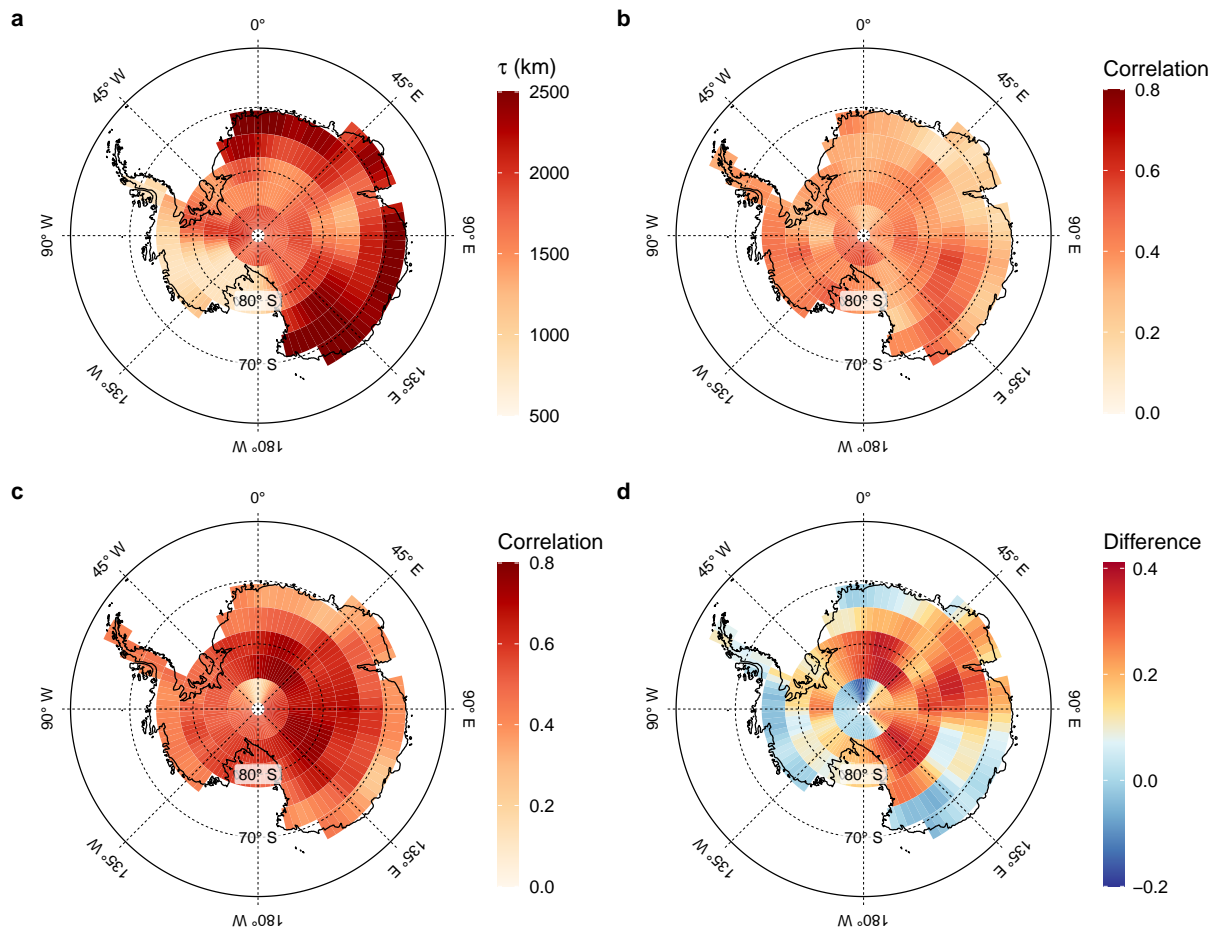 a
0°
45° E
90° E
135° E
180° W
135° W
90° W
45° W
80° S
70° S
τ (km)
2500
2000
1500
1000
500
b
0°
45° E
90° E
135° E
180° W
135° W
90° W
45° W
80° S
70° S
Correlation
0.8
0.6
0.4
0.2
0.0
c
0°
45° E
90° E
135° E
180° W
135° W
90° W
45° W
80° S
70° S
Correlation
0.8
0.6
0.4
0.2
0.0
d
0°
45° E
90° E
135° E
180° W
135° W
90° W
45° W
80° S
70° S
Difference
0.4
0.2
0.0
−0.2